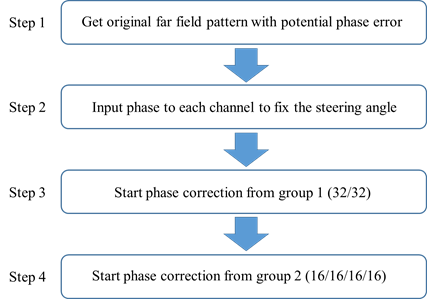 Step 1 Get original far field pattern with potential phase error
Step 2 Input phase to each channel to fix the steering angle
Step 3 Start phase correction from group 1 (32/32)
Step 4 Start phase correction from group 2 (16/16/16/16)